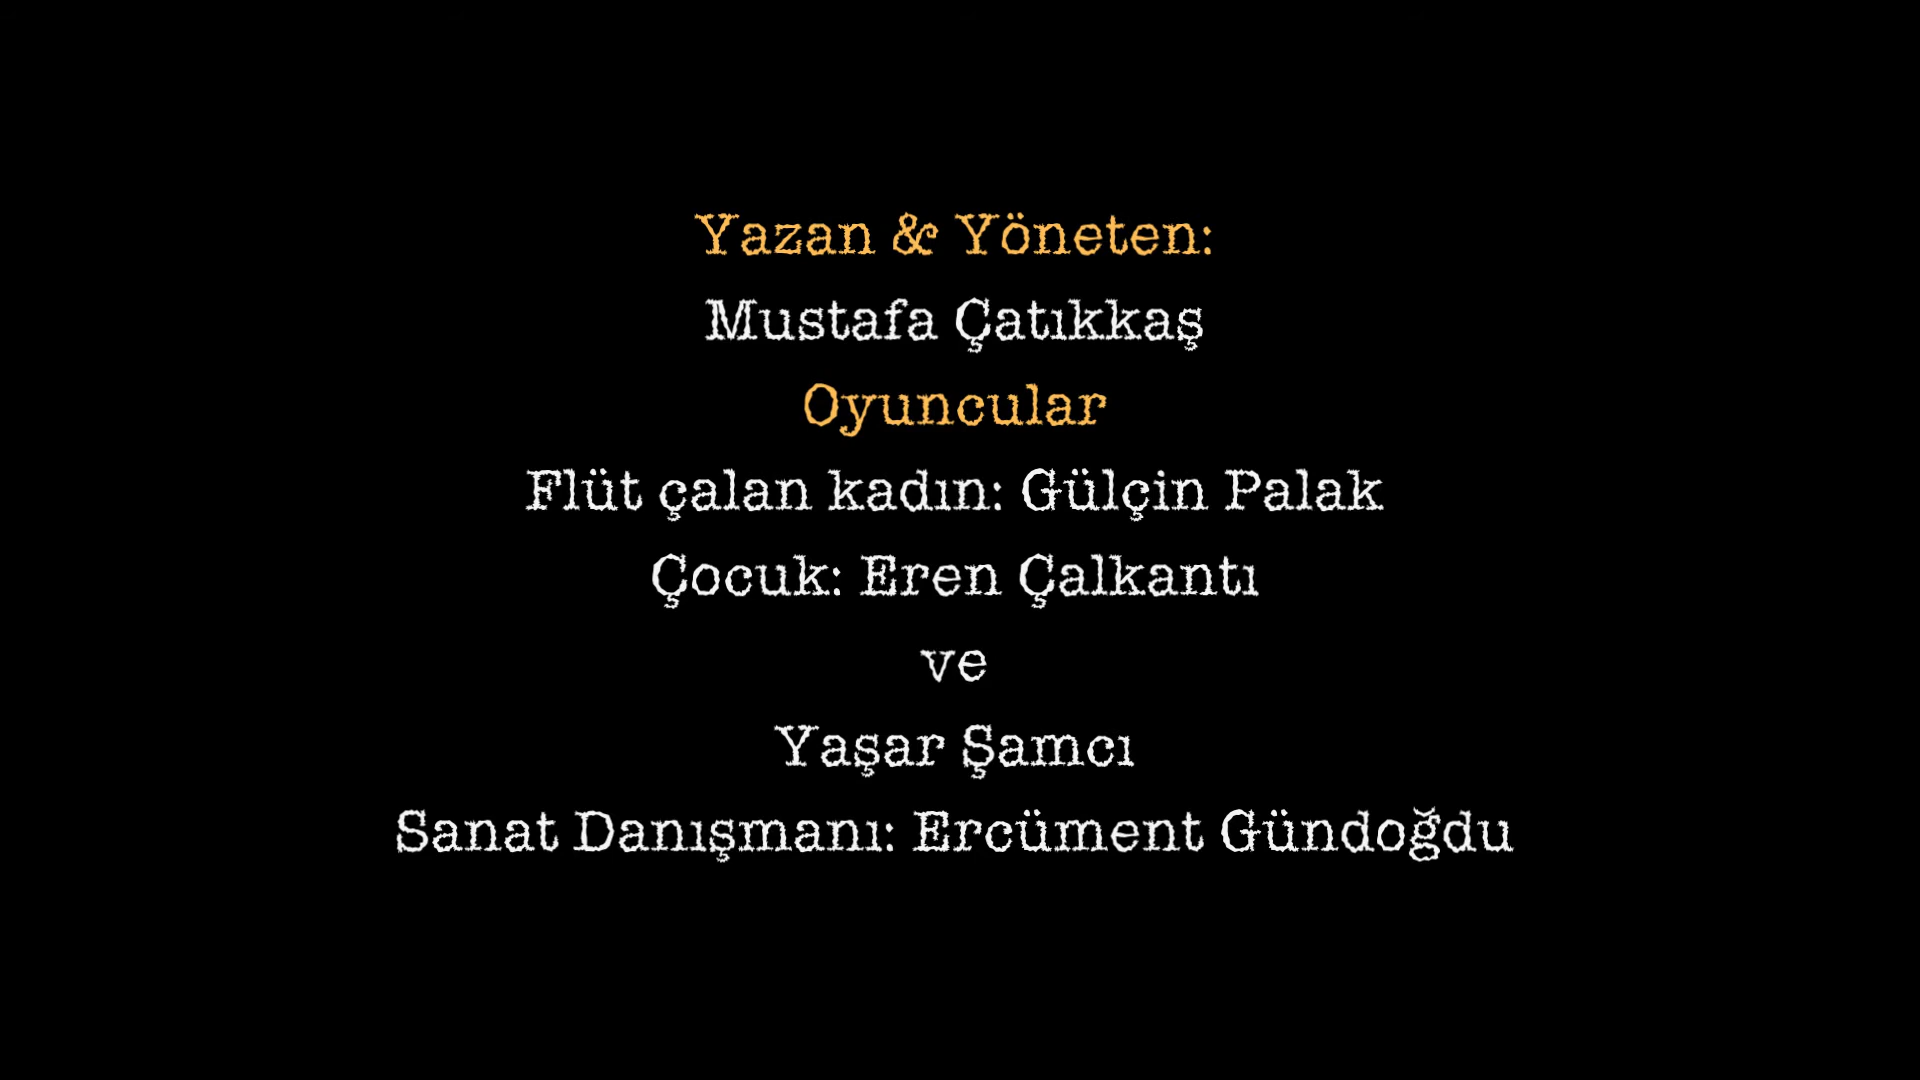 Yazan & Yöneten:
Mustafa Çatıkkaş
Oyuncular
Flüt çalan kadın: Gülçin Palak
Çocuk: Eren Çalkantı
ve
Yaşar Şamcı
Sanat Danışmanı: Ercüment Gündoğdu